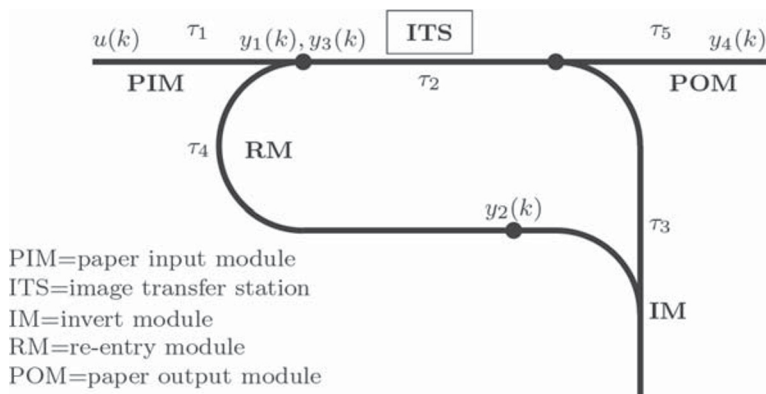 u(k)
τ₁
y₁(k), y₃(k)
ITS
τ₅
y₄(k)
PIM
τ₂
POM
τ₄
RM
y₂(k)
τ₃
IM
PIM=paper input module
ITS=image transfer station
IM=invert module
RM=re-entry module
POM=paper output module